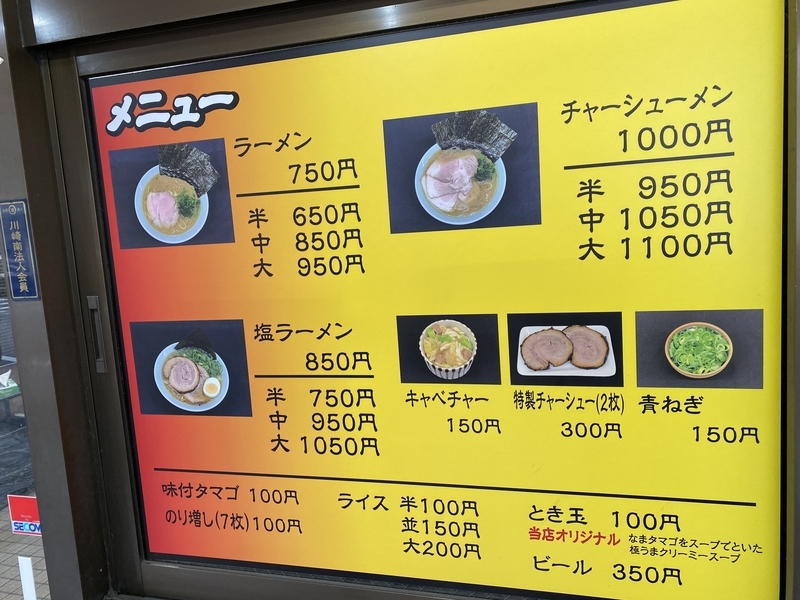 メニュー
ラーメン
750円
半 650円
中 850円
大 950円
チャーシューメン
1000円
半 950円
中 1050円
大 1100円
塩ラーメン
850円
半 750円
中 950円
大 1050円
キャベチャー
150円
特製チャーシュー(2枚)
300円
青ねぎ
150円
味付タマゴ 100円
のり増し(7枚) 100円
ライス 半100円
並150円
大200円
とき玉 100円
当店オリジナル
なまタマゴをスープでといた
極うまクリーミースープ
ビール 350円
川崎南法人会員
SECOM